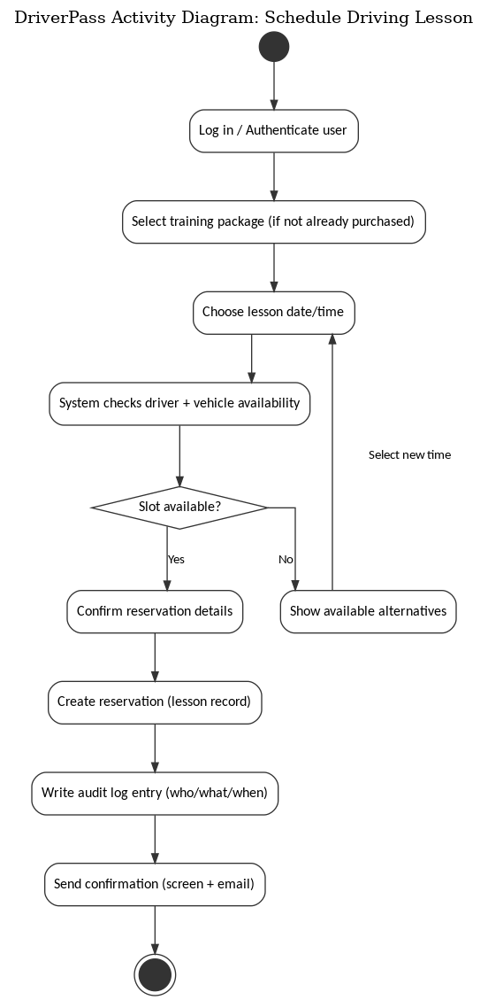 DriverPass Activity Diagram: Schedule Driving Lesson
Log in / Authenticate user
Select training package (if not already purchased)
Choose lesson date/time
System checks driver + vehicle availability
Select new time
Slot available?
Yes
No
Confirm reservation details
Show available alternatives
Create reservation (lesson record)
Write audit log entry (who/what/when)
Send confirmation (screen + email)